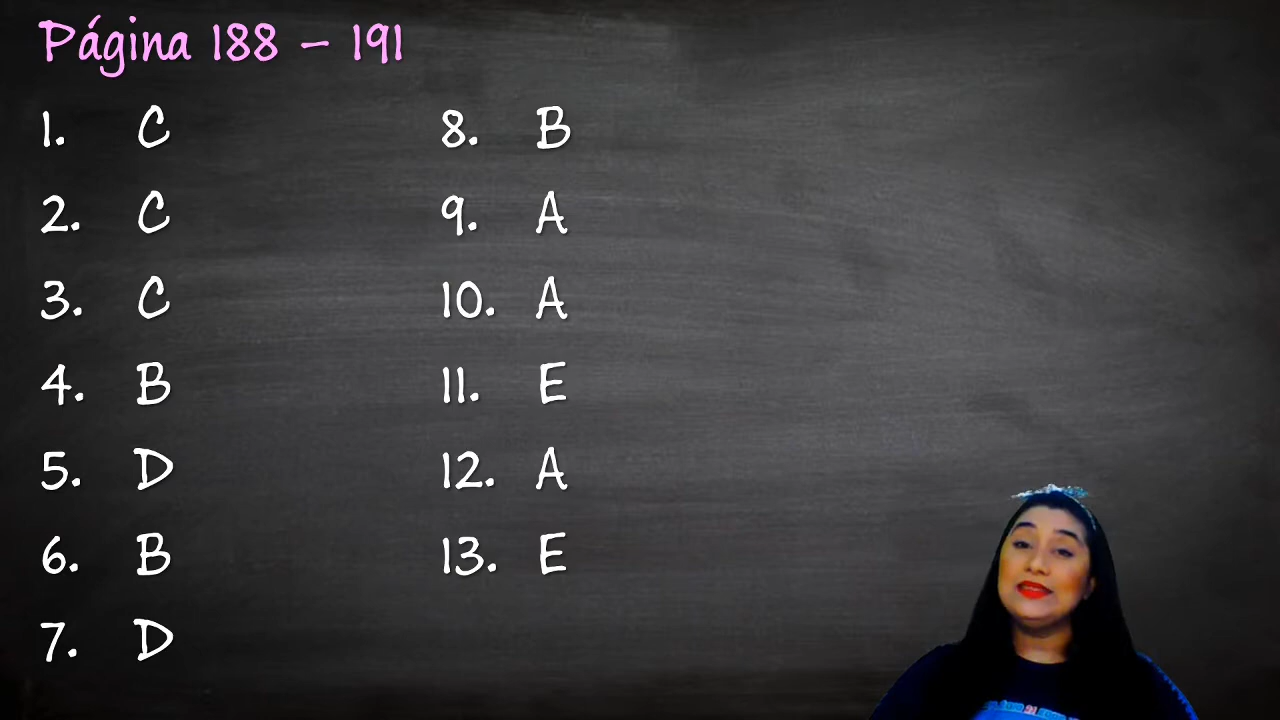 Página 188 – 191
1. C
2. C
3. C
4. B
5. D
6. B
7. D
8. B
9. A
10. A
11. E
12. A
13. E